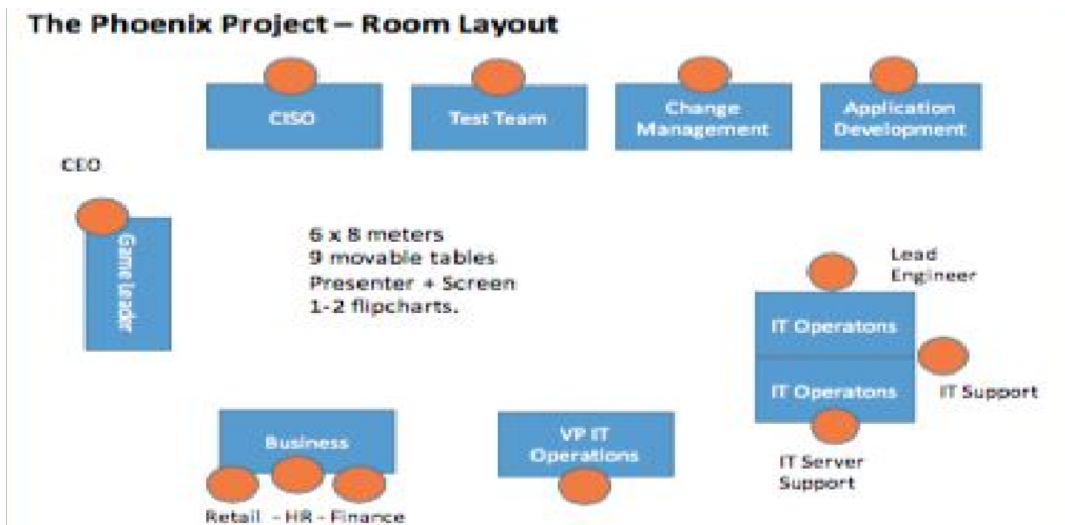 The Phoenix Project – Room Layout
CISO
Test Team
Change
Management
Application
Development
CEO
Game Leader
6 x 8 meters
9 movable tables
Presenter + Screen
1-2 flipcharts.
Lead
Engineer
IT Operatons
IT Operatons
IT Support
IT Server
Support
Business
VP IT
Operations
Retail - HR - Finance